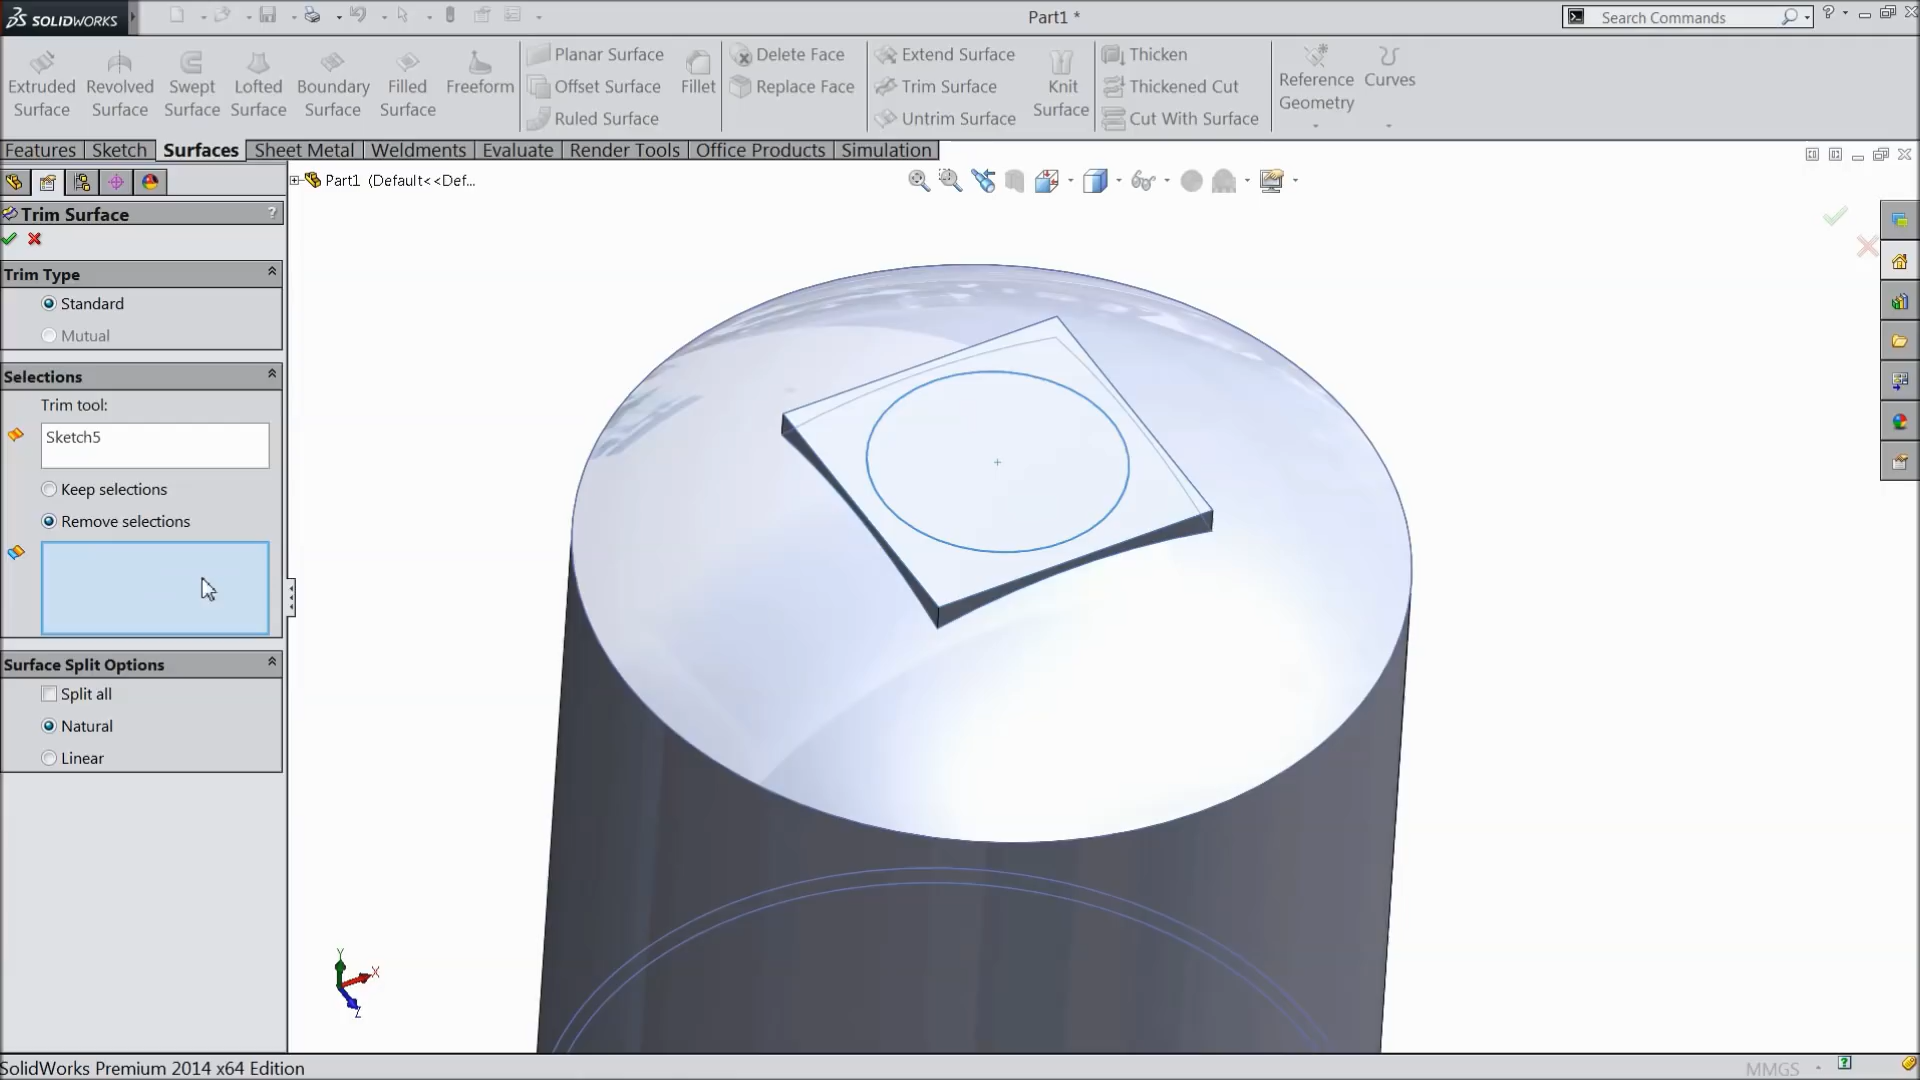 SOLIDWORKS
Part1 *
Search Commands
?
Extruded Surface
Revolved Surface
Swept Surface
Lofted Surface
Boundary Surface
Filled Surface
Freeform
Planar Surface
Offset Surface
Ruled Surface
Fillet
Delete Face
Replace Face
Extend Surface
Trim Surface
Untrim Surface
Knit Surface
Thicken
Thickened Cut
Cut With Surface
Reference Geometry
Curves
Features
Sketch
Surfaces
Sheet Metal
Weldments
Evaluate
Render Tools
Office Products
Simulation
Part1 (Default<<Def...
Trim Surface
?
Trim Type
Standard
Mutual
Selections
Trim tool:
Sketch5
Keep selections
Remove selections
Surface Split Options
Split all
Natural
Linear
Y
X
Z
SolidWorks Premium 2014 x64 Edition
MMGS
?